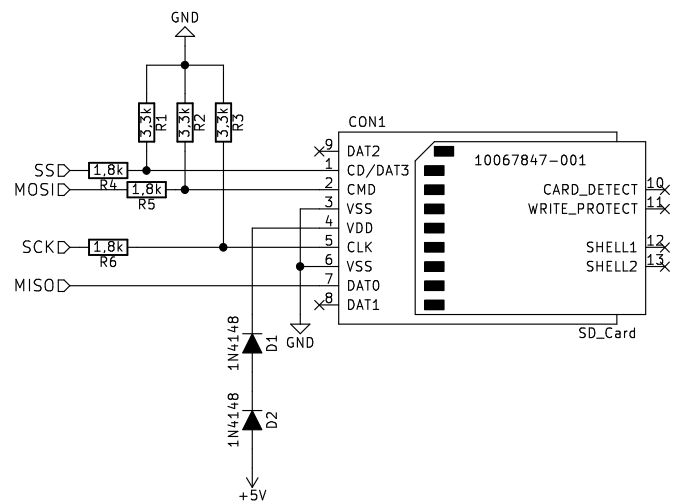 GND
3,3k R1
3,3k R2
3,3k R3
CON1
10067847-001
9 DAT2
SS 1,8k R4 1 CD/DAT3
MOSI 1,8k R5 2 CMD
3 VSS
4 VDD
SCK 1,8k R6 5 CLK
6 VSS
MISO 7 DAT0
8 DAT1
CARD_DETECT 10
WRITE_PROTECT 11
SHELL1 12
SHELL2 13
SD_Card
GND
1N4148 D1
1N4148 D2
+5V